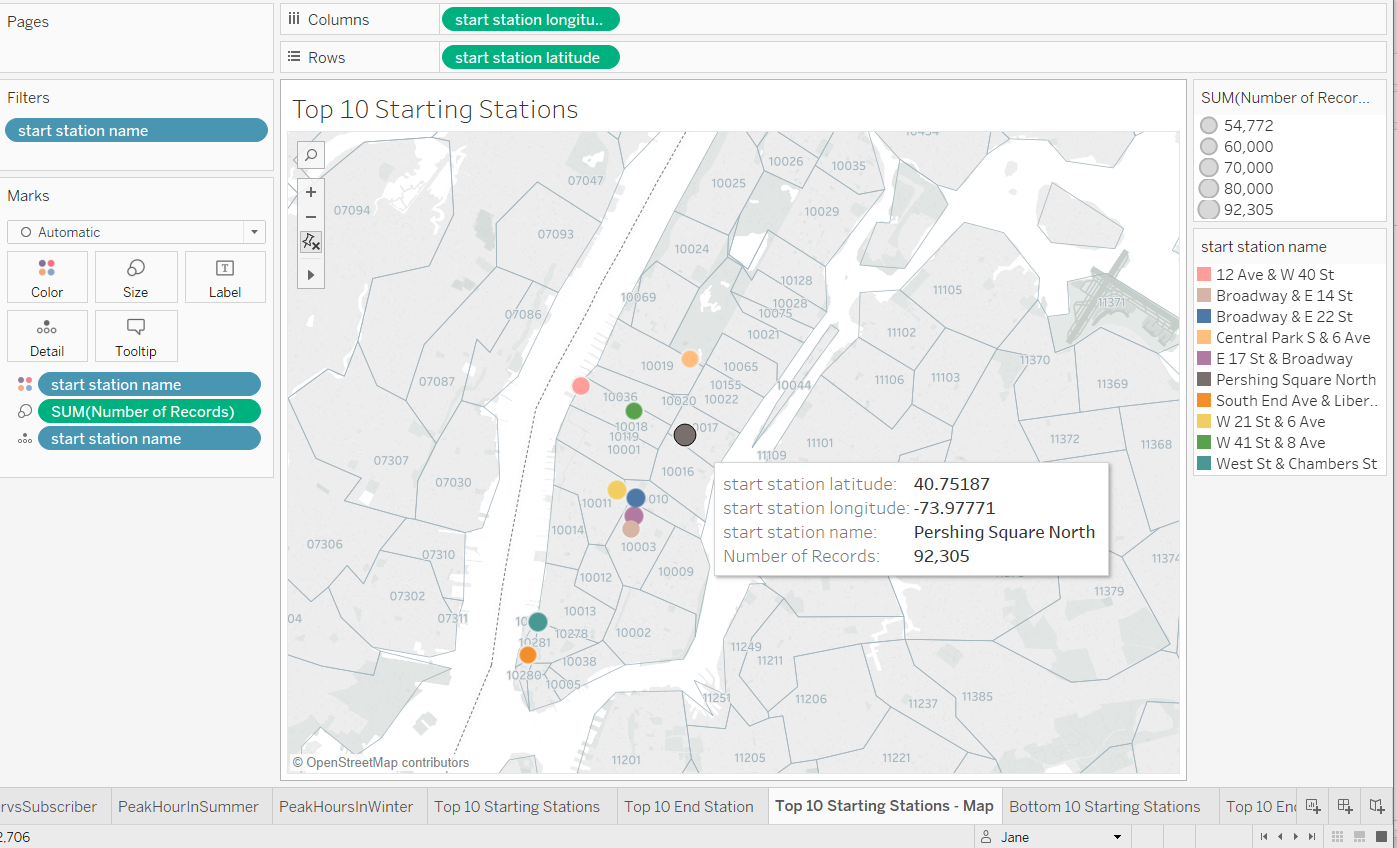 Pages
Columns
start station longitu..
Rows
start station latitude
Filters
start station name
Marks
Automatic
Color
Size
Label
Detail
Tooltip
start station name
SUM(Number of Records)
start station name
Top 10 Starting Stations
10026
10035
10025
07047
07094
10029
07093
10024
10128
10069
10028
10075
11105
11371
07086
10021
11102
10019
10065
11370
07087
10155
10044
11106
11103
11369
10036
10020
10022
10018
10119
10001
11101
11372
11368
11109
07307
10016
07030
10011
10014
07306
07310
10003
11379
07302
10012
10009
07311
10013
10278
10002
10281
11249
10038
11211
10280
10005
11251
11206
11237
11385
11201
11205
11221
start station latitude: 40.75187
start station longitude: -73.97771
start station name: Pershing Square North
Number of Records: 92,305
© OpenStreetMap contributors
SUM(Number of Recor...
54,772
60,000
70,000
80,000
92,305
start station name
12 Ave & W 40 St
Broadway & E 14 St
Broadway & E 22 St
Central Park S & 6 Ave
E 17 St & Broadway
Pershing Square North
South End Ave & Liber..
W 21 St & 6 Ave
W 41 St & 8 Ave
West St & Chambers St
rvsSubscriber
PeakHourInSummer
PeakHoursInWinter
Top 10 Starting Stations
Top 10 End Station
Top 10 Starting Stations - Map
Bottom 10 Starting Stations
Top 10 En
2,706
Jane